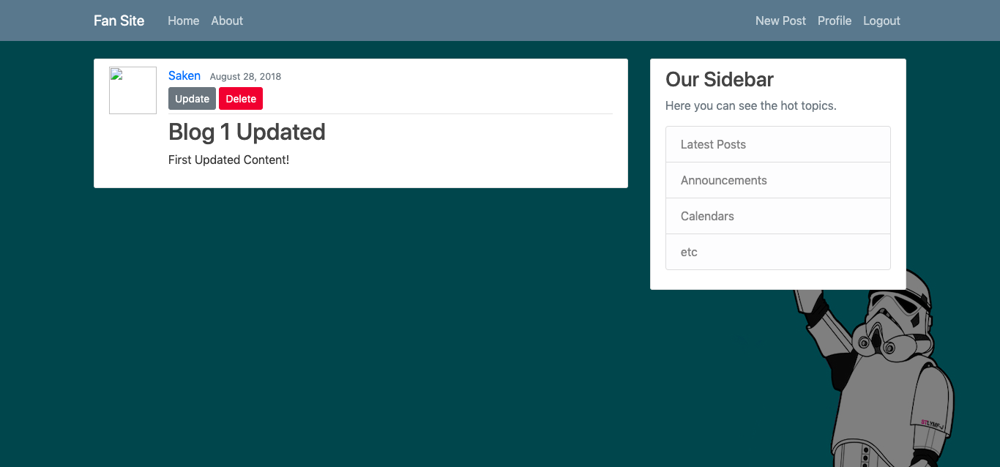 Fan Site Home About New Post Profile Logout
Saken August 28, 2018
Update Delete
Blog 1 Updated
First Updated Content!
Our Sidebar
Here you can see the hot topics.
Latest Posts
Announcements
Calendars
etc
STLYMF-J